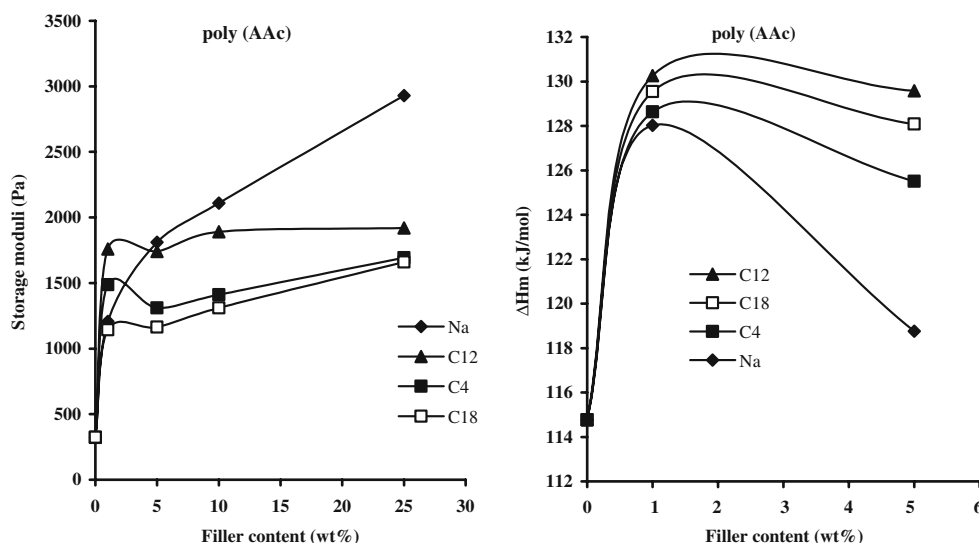 poly (AAc)
Storage moduli (Pa)
3500
3000
2500
2000
1500
1000
500
0
0 5 10 15 20 25 30
Filler content (wt%)
Na
C12
C4
C18
poly (AAc)
ΔHm (kJ/mol)
132
130
128
126
124
122
120
118
116
114
112
0 1 2 3 4 5 6
Filler content (wt%)
C12
C18
C4
Na